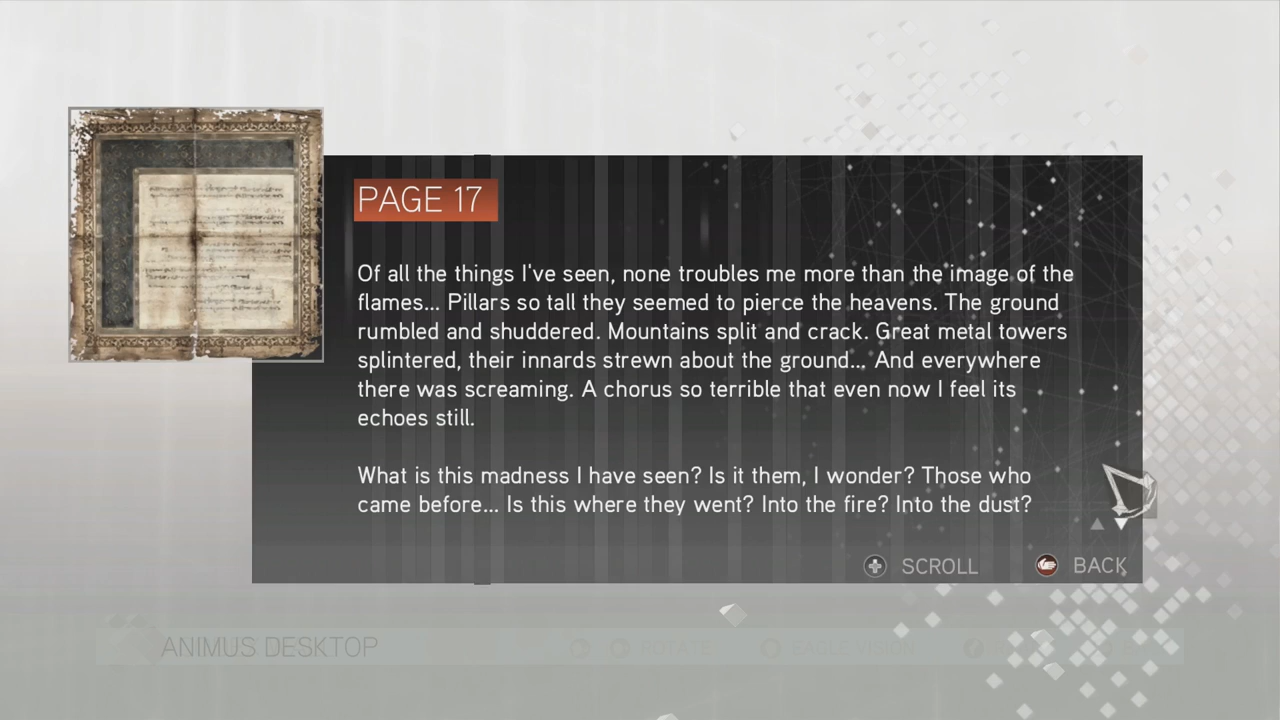 PAGE 17
Of all the things I've seen, none troubles me more than the image of the
flames... Pillars so tall they seemed to pierce the heavens. The ground
rumbled and shuddered. Mountains split and crack. Great metal towers
splintered, their innards strewn about the ground... And everywhere
there was screaming. A chorus so terrible that even now I feel its
echoes still.
What is this madness I have seen? Is it them, I wonder? Those who
came before... Is this where they went? Into the fire? Into the dust?
SCROLL BACK
ANIMUS DESKTOP ROTATE EAGLE VISION